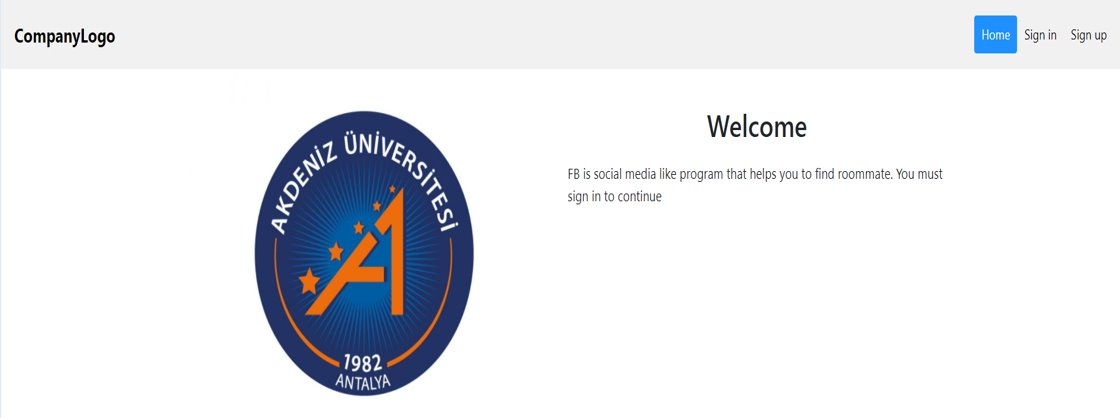 CompanyLogo
Home Sign in Sign up
AKDENİZ ÜNİVERSİTESİ
1982
ANTALYA
Welcome
FB is social media like program that helps you to find roommate. You must
sign in to continue